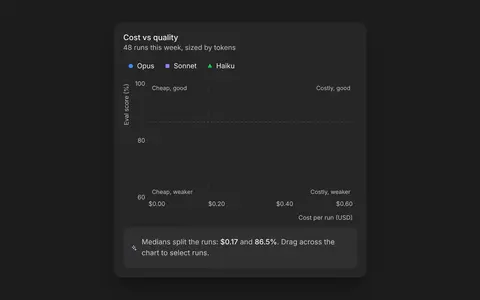 Cost vs quality
48 runs this week, sized by tokens
Opus Sonnet Haiku
Eval score (%)
100
Cheap, good Costly, good
80
Cheap, weaker Costly, weaker
60
$0.00 $0.20 $0.40 $0.60
Cost per run (USD)
Medians split the runs: $0.17 and 86.5%. Drag across the
chart to select runs.